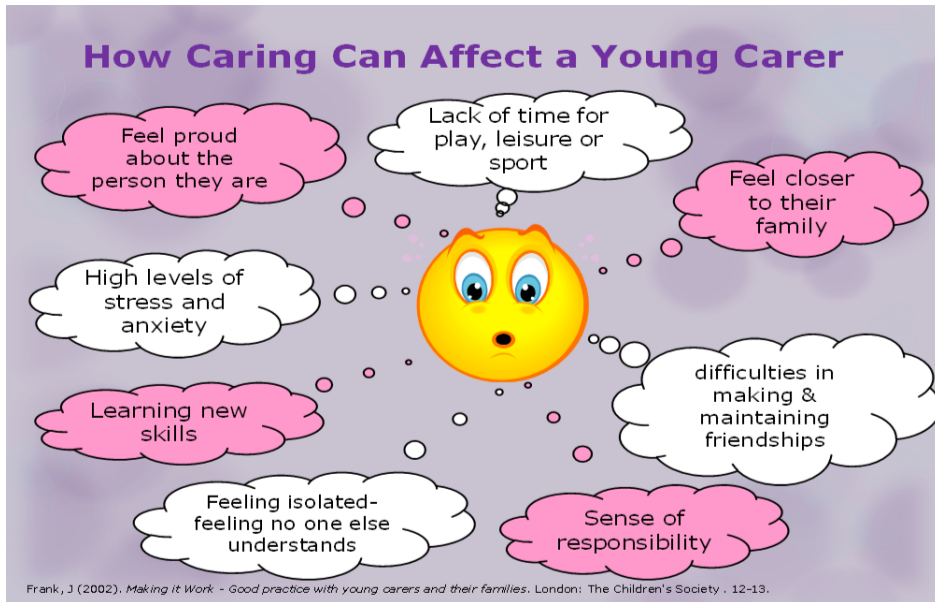 How Caring Can Affect a Young Carer
Feel proud
about the
person they are
Lack of time for
play, leisure or
sport
Feel closer
to their
family
High levels of
stress and
anxiety
difficulties in
making &
maintaining
friendships
Learning new
skills
Feeling isolated-
feeling no one else
understands
Sense of
responsibility
Frank, J (2002). Making it Work - Good practice with young carers and their families. London: The Children's Society . 12-13.